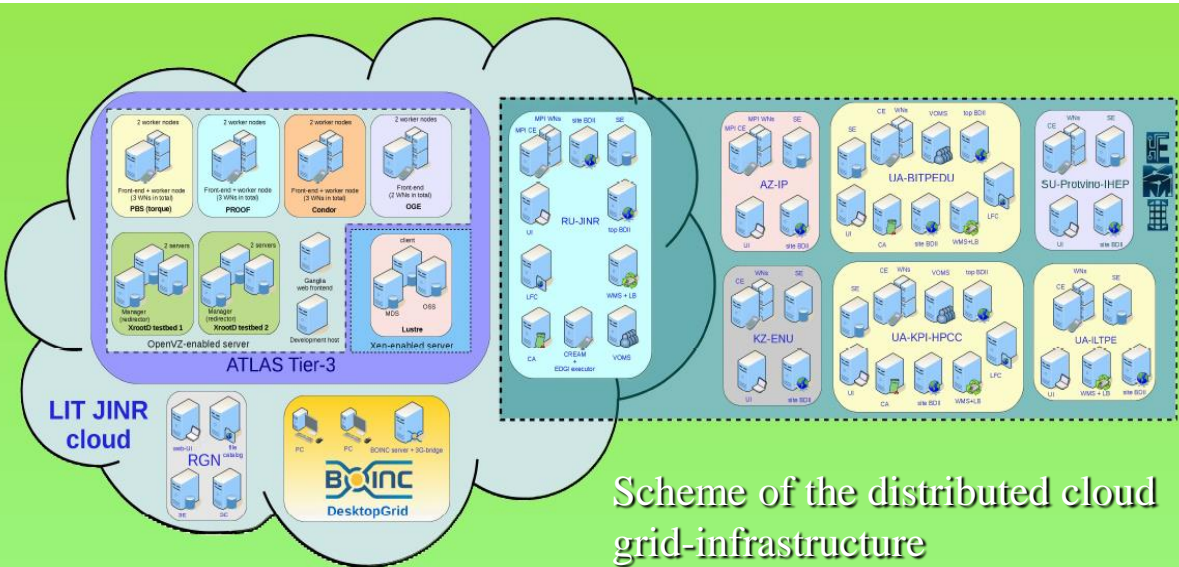 2 worker nodes
Front-end + worker node
(3 WNs in total)
PBS (torque)
2 worker nodes
Front-end + worker node
(3 WNs in total)
PROOF
2 worker nodes
Front-end + worker node
(3 WNs in total)
Condor
2 worker nodes
Front-end
(2 WNs in total)
OGE
2 servers
Manager
(redirector)
XrootD testbed 1
2 servers
Manager
(redirector)
XrootD testbed 2
Ganglia
web frontend
Development host
OpenVZ-enabled server
client
MDS
OSS
Lustre
Xen-enabled server
ATLAS Tier-3
LIT JINR
cloud
web-UI
file
catalog
RGN
PC
PC
BOINC server + 3G-bridge
BOINC
DesktopGrid
MPI WNs
site BDII
SE
MPI CE
RU-JINR
UI
top BDII
LFC
WMS + LB
CA
CREAM
+
EDGI executor
VOMS
MPI WNs
SE
MPI CE
AZ-IP
UI
site BDII
CE
WNs
VOMS
top BDII
SE
UA-BITPEDU
LFC
UI
CA
site BDII
WMS+LB
WNs
SE
CE
SU-Protvino-IHEP
UI
site BDII
EMI
WNs
SE
CE
KZ-ENU
UI
site BDII
CE
WNs
VOMS
top BDII
SE
UA-KPI-HPCC
LFC
UI
CA
site BDII
WMS+LB
WNs
CE
SE
UA-ILTPE
UI
WMS + LB
site BDII
Scheme of the distributed cloud
grid-infrastructure